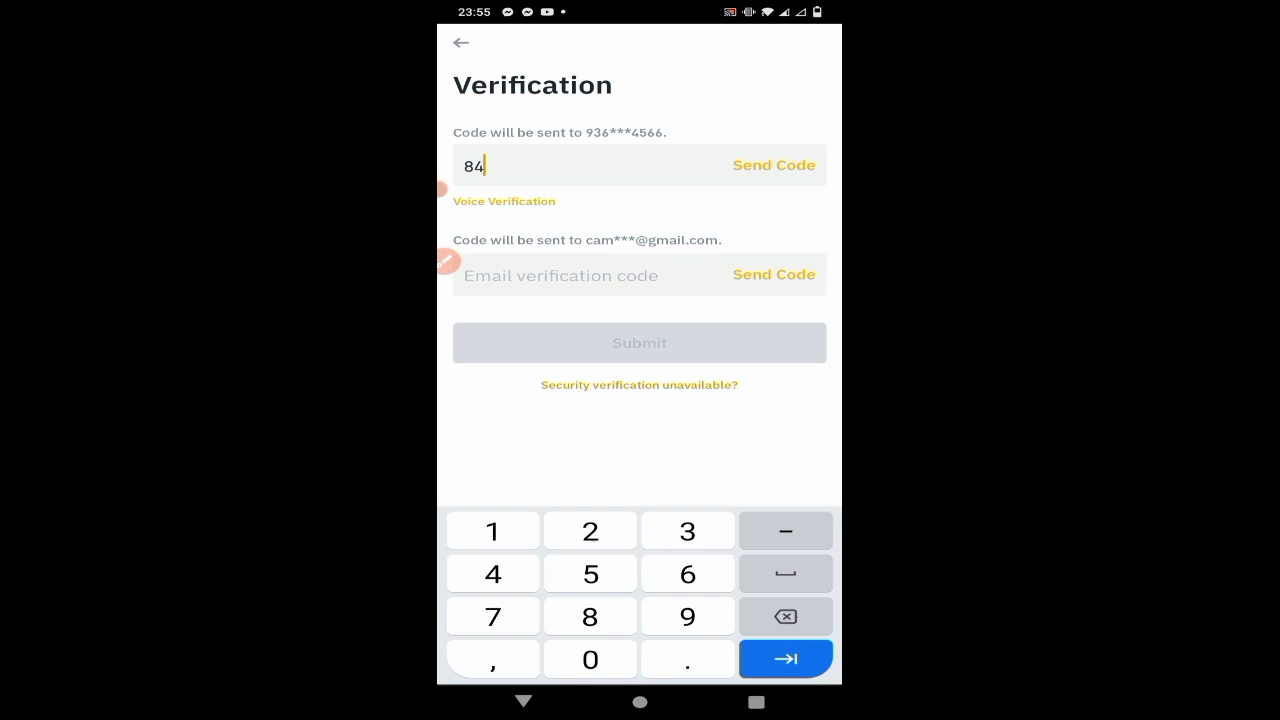 23:55
Verification
Code will be sent to 936***4566.
84 Send Code
Voice Verification
Code will be sent to cam***@gmail.com.
Email verification code Send Code
Submit
Security verification unavailable?
1 2 3 –
4 5 6
7 8 9
, 0 .